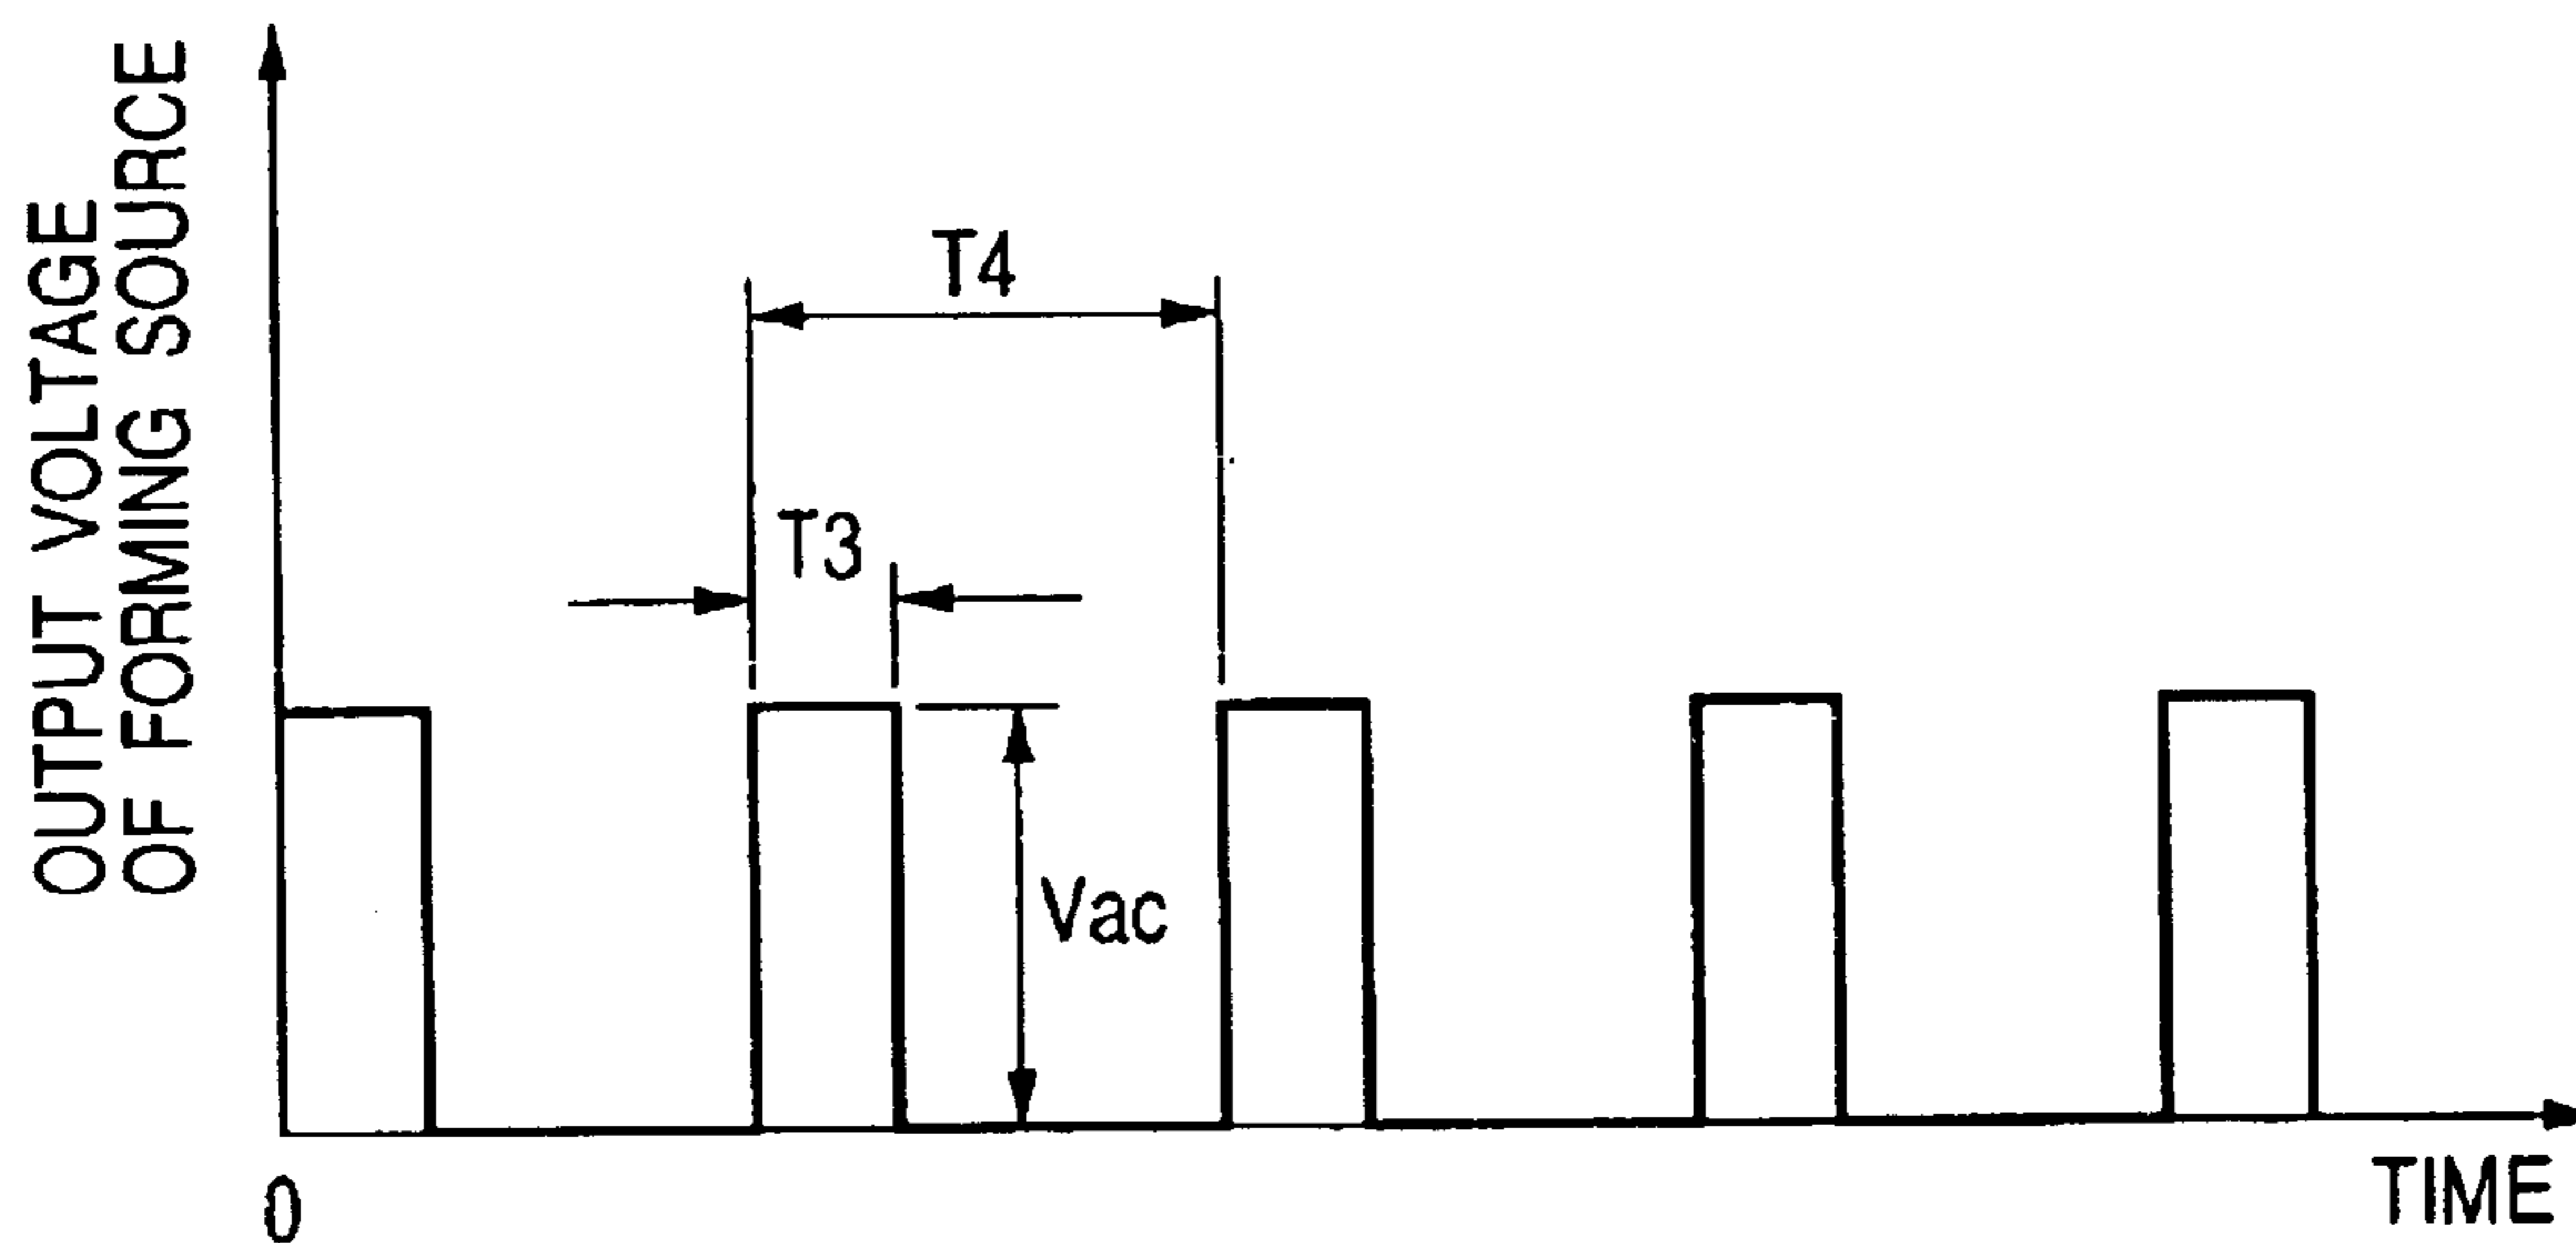 OUTPUT VOLTAGE
OF FORMING SOURCE
T4
T3
Vac
0
TIME